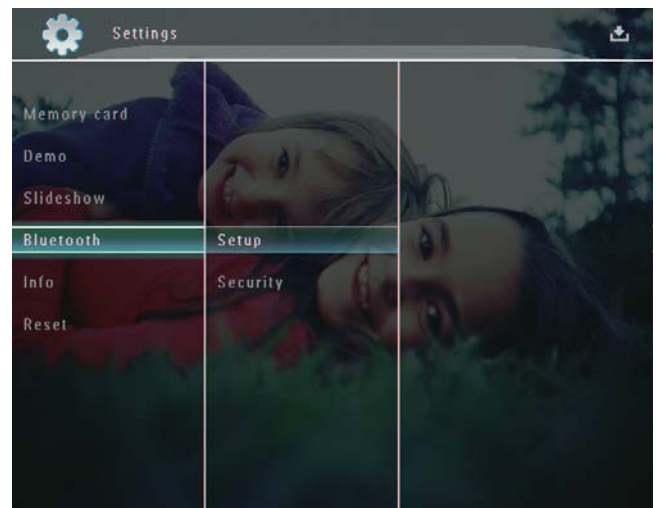 Settings
Memory card
Demo
Slideshow
Bluetooth
Setup
Info
Security
Reset